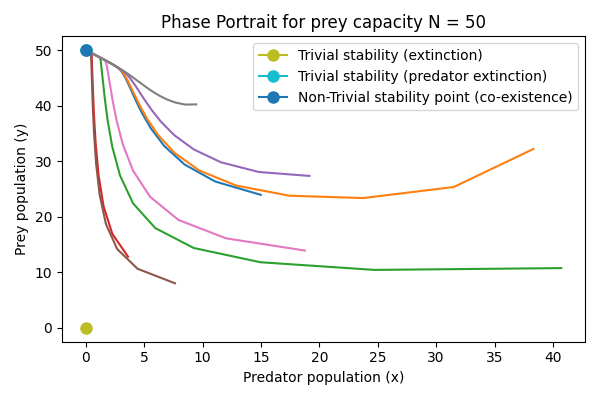 Phase Portrait for prey capacity N = 50
Trivial stability (extinction)
Trivial stability (predator extinction)
Non-Trivial stability point (co-existence)
Prey population (y)
50
40
30
20
10
0
0 5 10 15 20 25 30 35 40
Predator population (x)